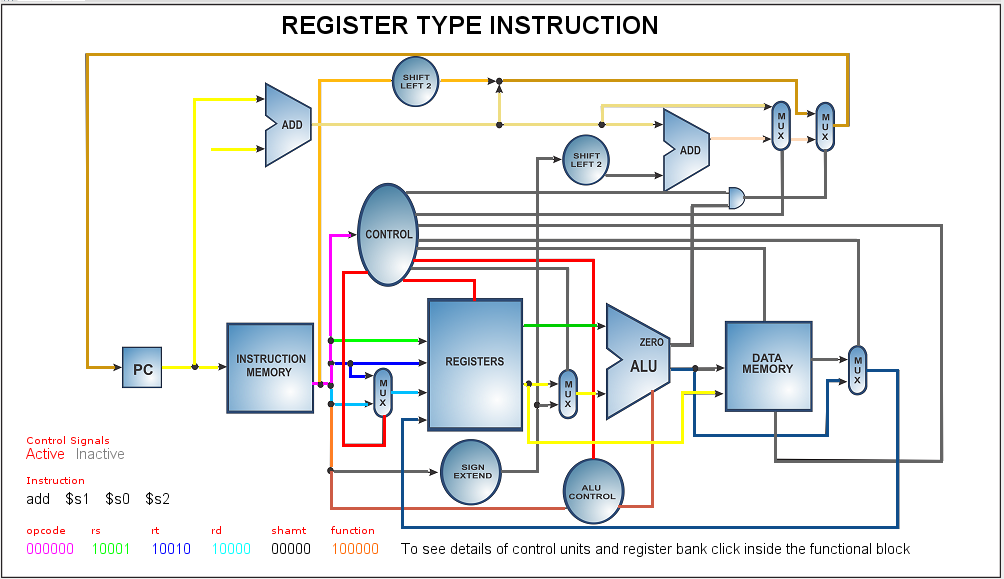 REGISTER TYPE INSTRUCTION
SHIFT
LEFT 2
ADD
M
U
X
M
U
X
SHIFT
LEFT 2
ADD
CONTROL
PC
INSTRUCTION
MEMORY
M
U
X
REGISTERS
M
U
X
ZERO
ALU
DATA
MEMORY
M
U
X
SIGN
EXTEND
ALU
CONTROL
Control Signals
Active Inactive
Instruction
add $s1 $s0 $s2
opcode rs rt rd shamt function
000000 10001 10010 10000 00000 100000
To see details of control units and register bank click inside the functional block